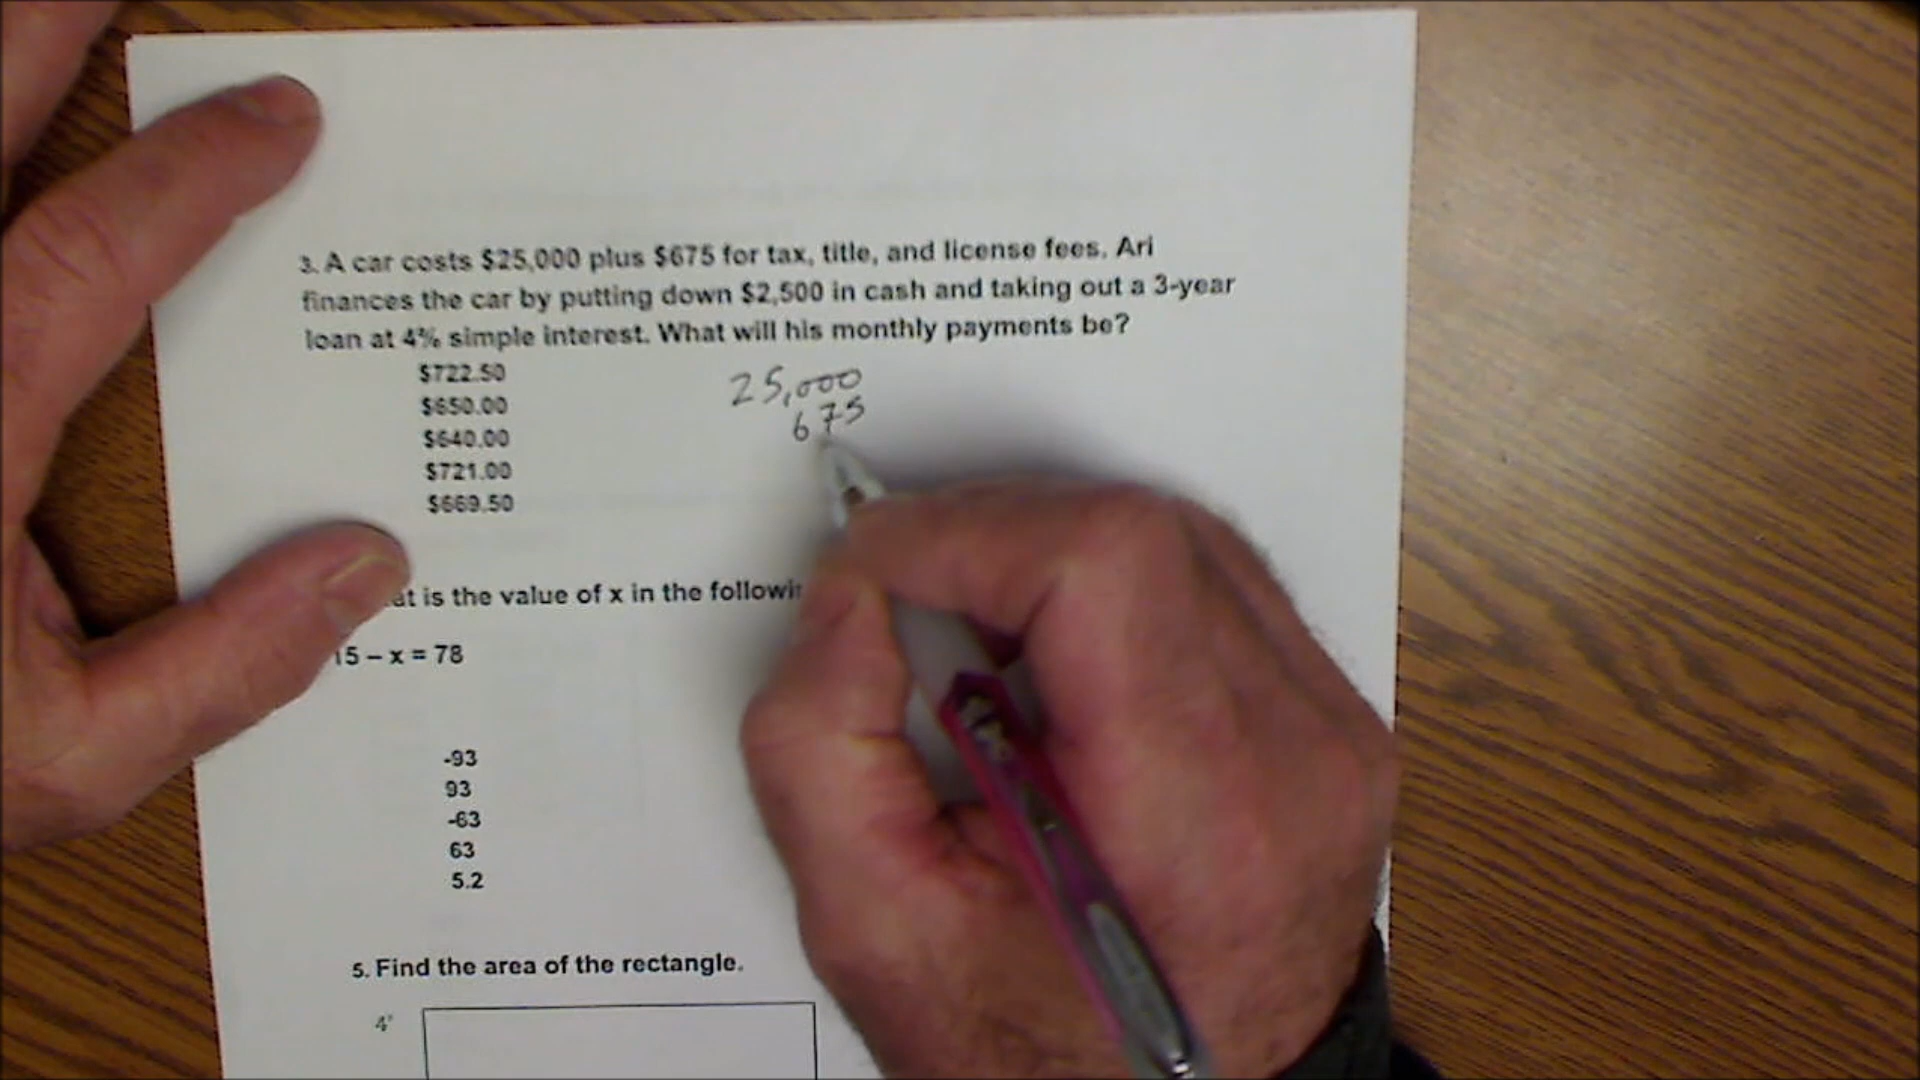 3. A car costs $25,000 plus $675 for tax, title, and license fees. Ari
finances the car by putting down $2,500 in cash and taking out a 3-year
loan at 4% simple interest. What will his monthly payments be?
$722.50
$650.00
$640.00
$721.00
$669.50
25,000
675
at is the value of x in the followin
15 – x = 78
-93
93
-63
63
5.2
5. Find the area of the rectangle.
4'